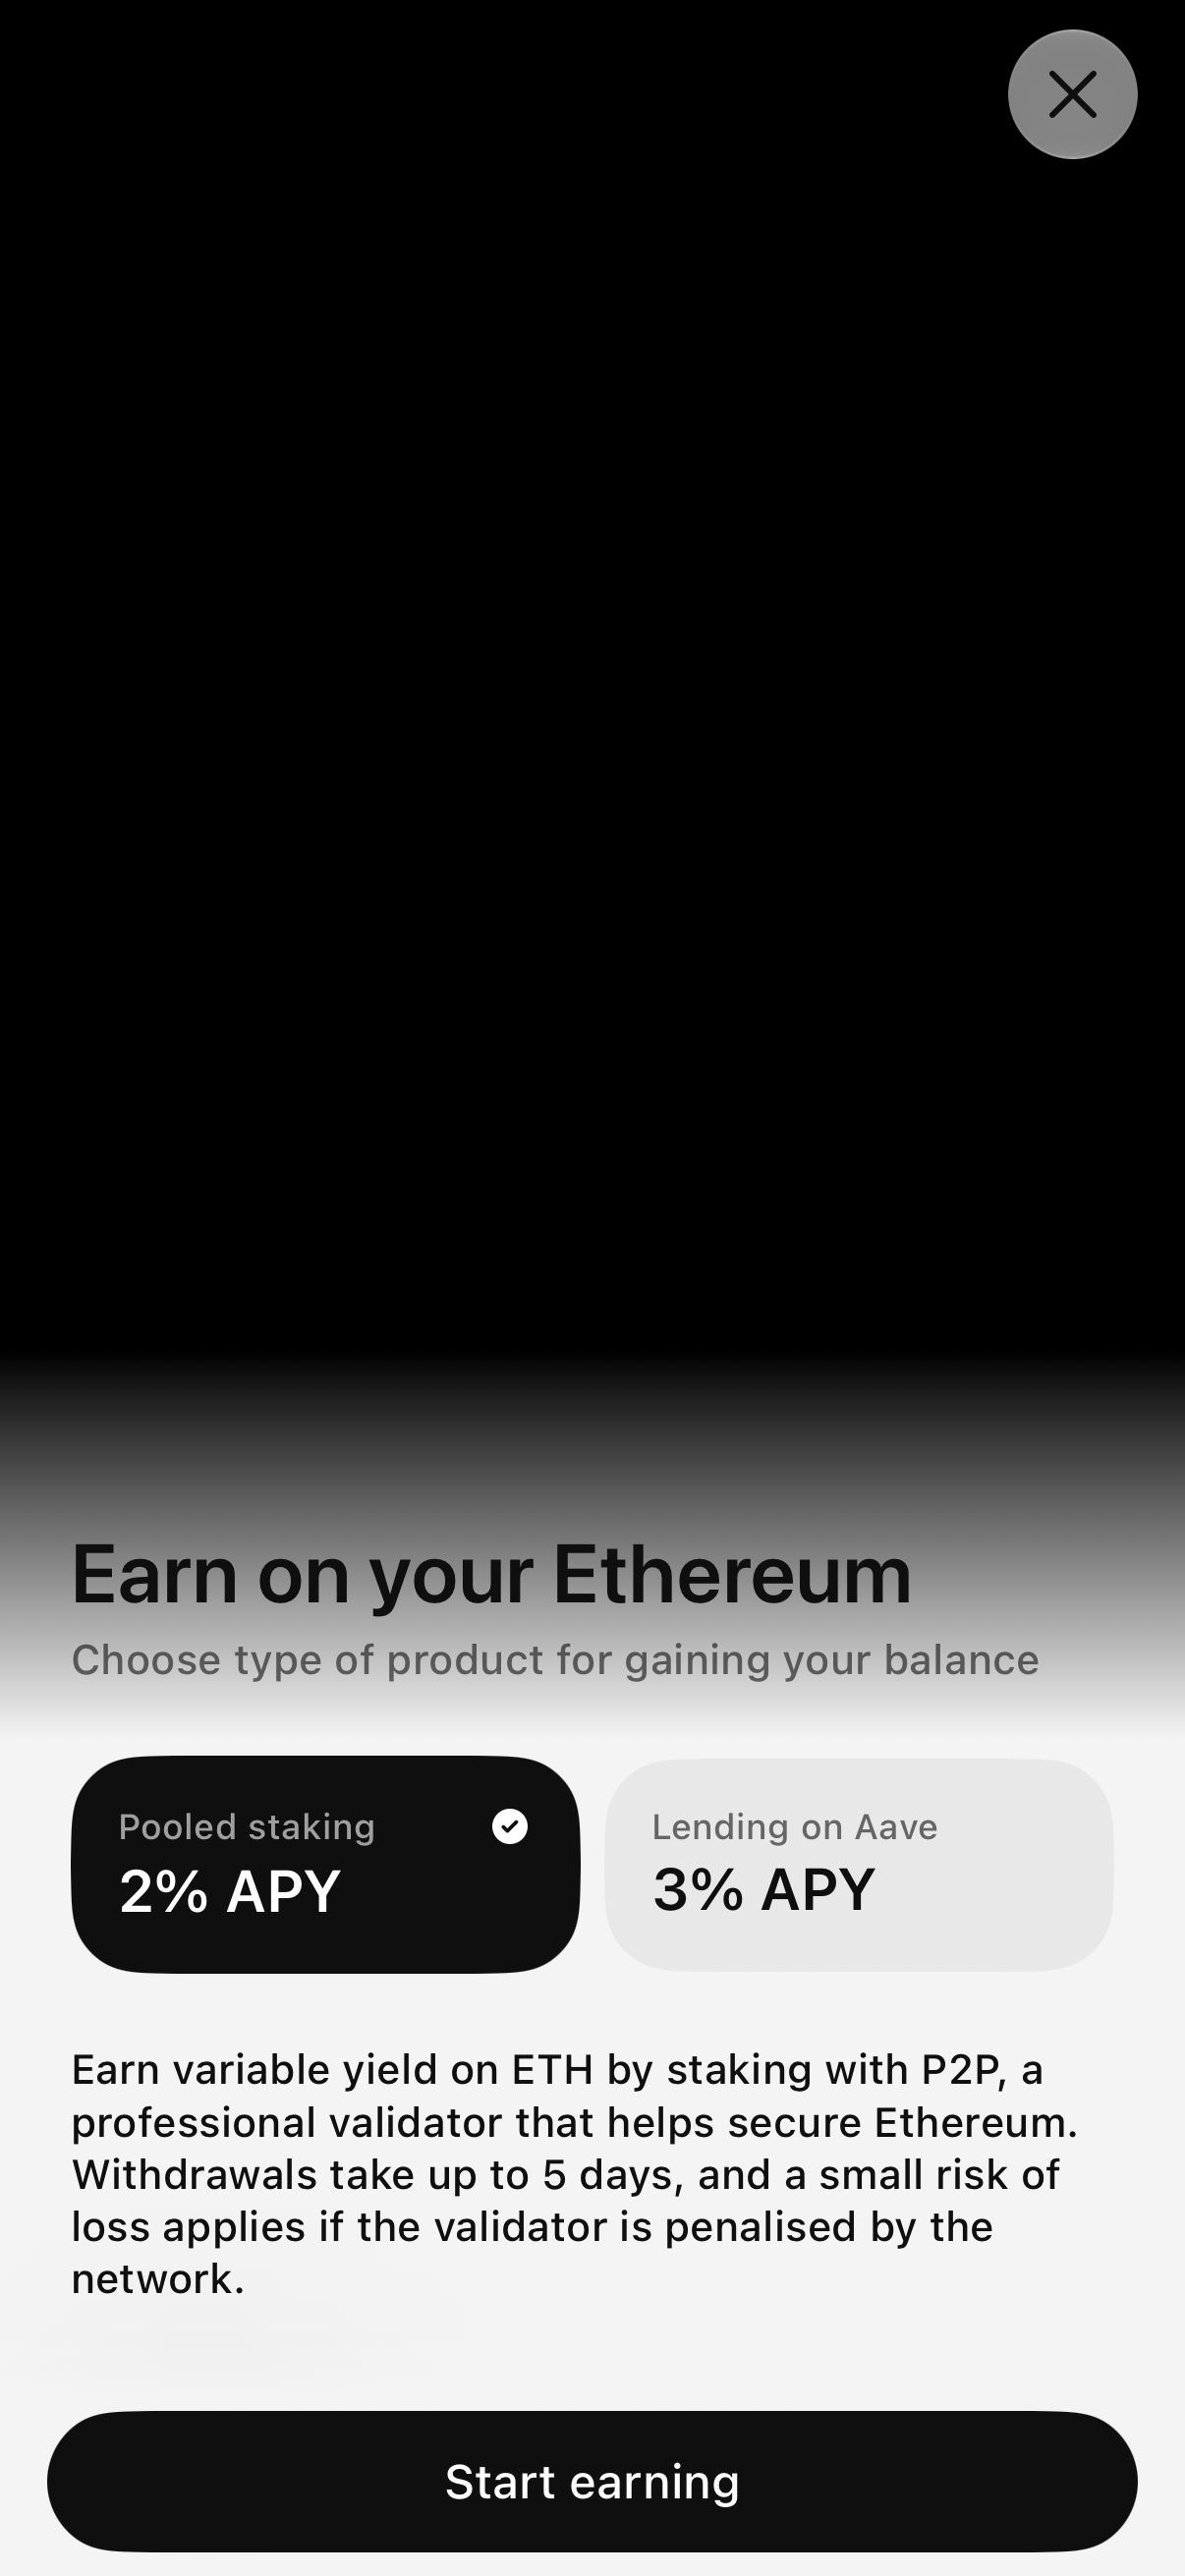 Earn on your Ethereum
Choose type of product for gaining your balance
Pooled staking
2% APY
Lending on Aave
3% APY
Earn variable yield on ETH by staking with P2P, a
professional validator that helps secure Ethereum.
Withdrawals take up to 5 days, and a small risk of
loss applies if the validator is penalised by the
network.
Start earning